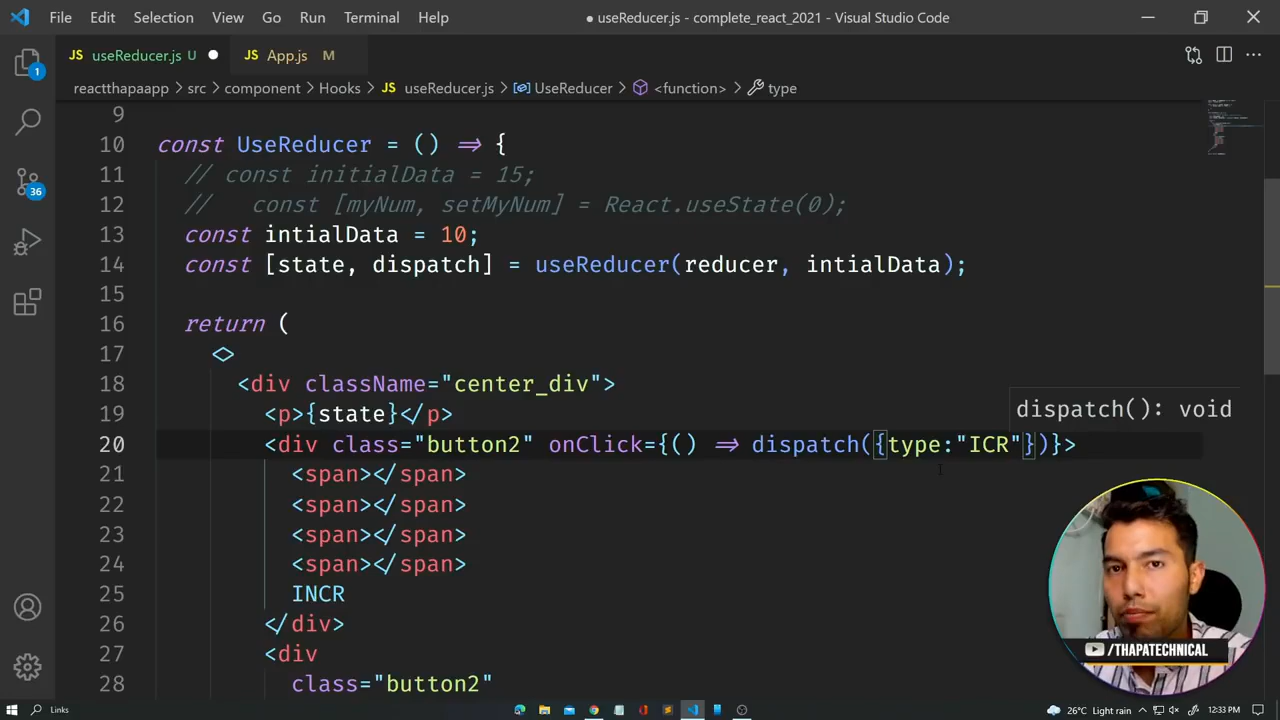 File Edit Selection View Go Run Terminal Help
● useReducer.js - complete_react_2021 - Visual Studio Code
JS useReducer.js U ●
JS App.js M
reactthapaapp > src > component > Hooks > JS useReducer.js > UseReducer > <function> > type
9
10 const UseReducer = () => {
11 // const initialData = 15;
12 //   const [myNum, setMyNum] = React.useState(0);
13 const intialData = 10;
14 const [state, dispatch] = useReducer(reducer, intialData);
15
16 return (
17 <>
18 <div className="center_div">
19 <p>{state}</p>
20 <div class="button2" onClick={() => dispatch({type:"ICR"})}>
dispatch(): void
21 <span></span>
22 <span></span>
23 <span></span>
24 <span></span>
25 INCR
26 </div>
27 <div
28 class="button2"
1
36
/THAPATECHNICAL
Links
26°C Light rain
12:33 PM